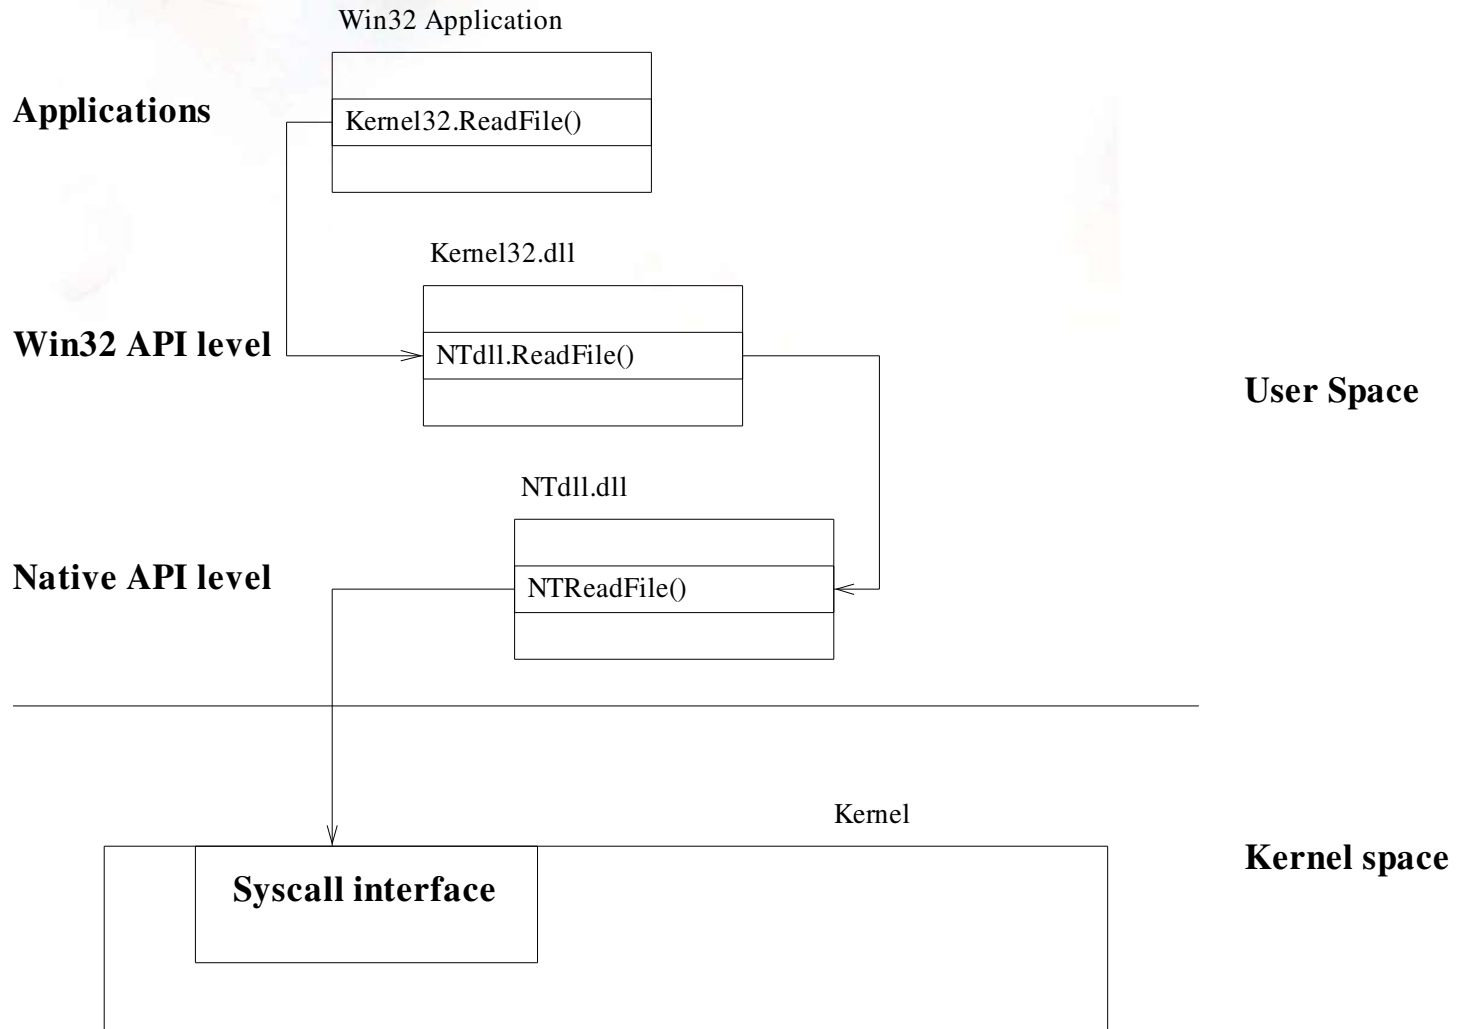 Win32 Application
Applications
Kernel32.ReadFile()
Kernel32.dll
Win32 API level
NTdll.ReadFile()
User Space
NTdll.dll
Native API level
NTReadFile()
Kernel
Syscall interface
Kernel space